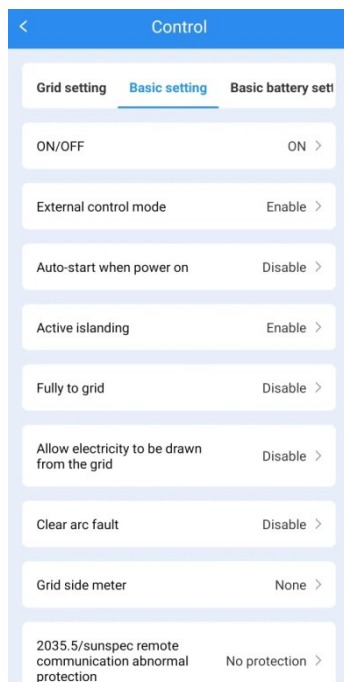 Control
Grid setting Basic setting Basic battery sett
ON/OFF ON >
External control mode Enable >
Auto-start when power on Disable >
Active islanding Enable >
Fully to grid Disable >
Allow electricity to be drawn
from the grid Disable >
Clear arc fault Disable >
Grid side meter None >
2035.5/sunspec remote
communication abnormal No protection >
protection